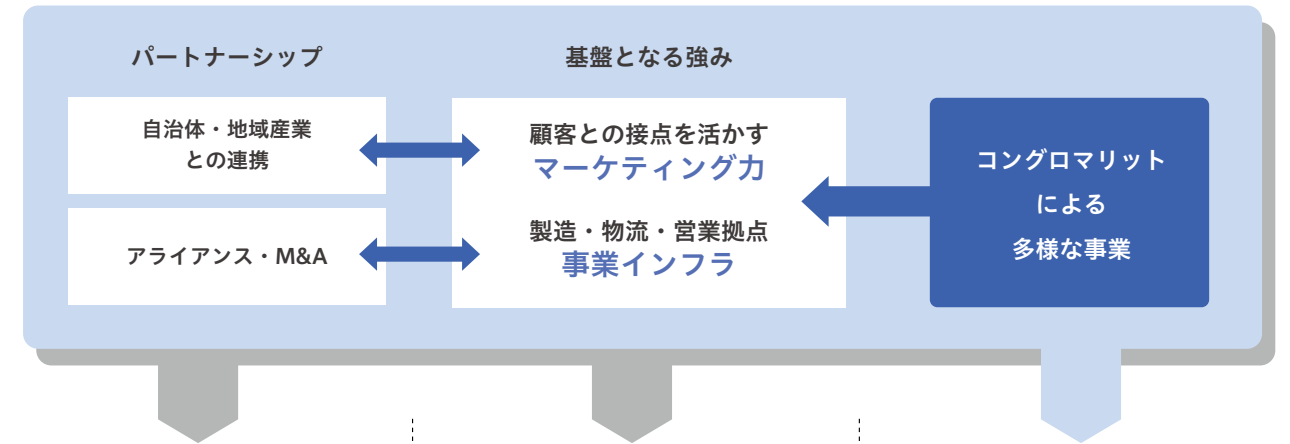 パートナーシップ
自治体・地域産業
との連携
アライアンス・M&A
基盤となる強み
顧客との接点を活かす
マーケティング力
製造・物流・営業拠点
事業インフラ
コングロマリット
による
多様な事業